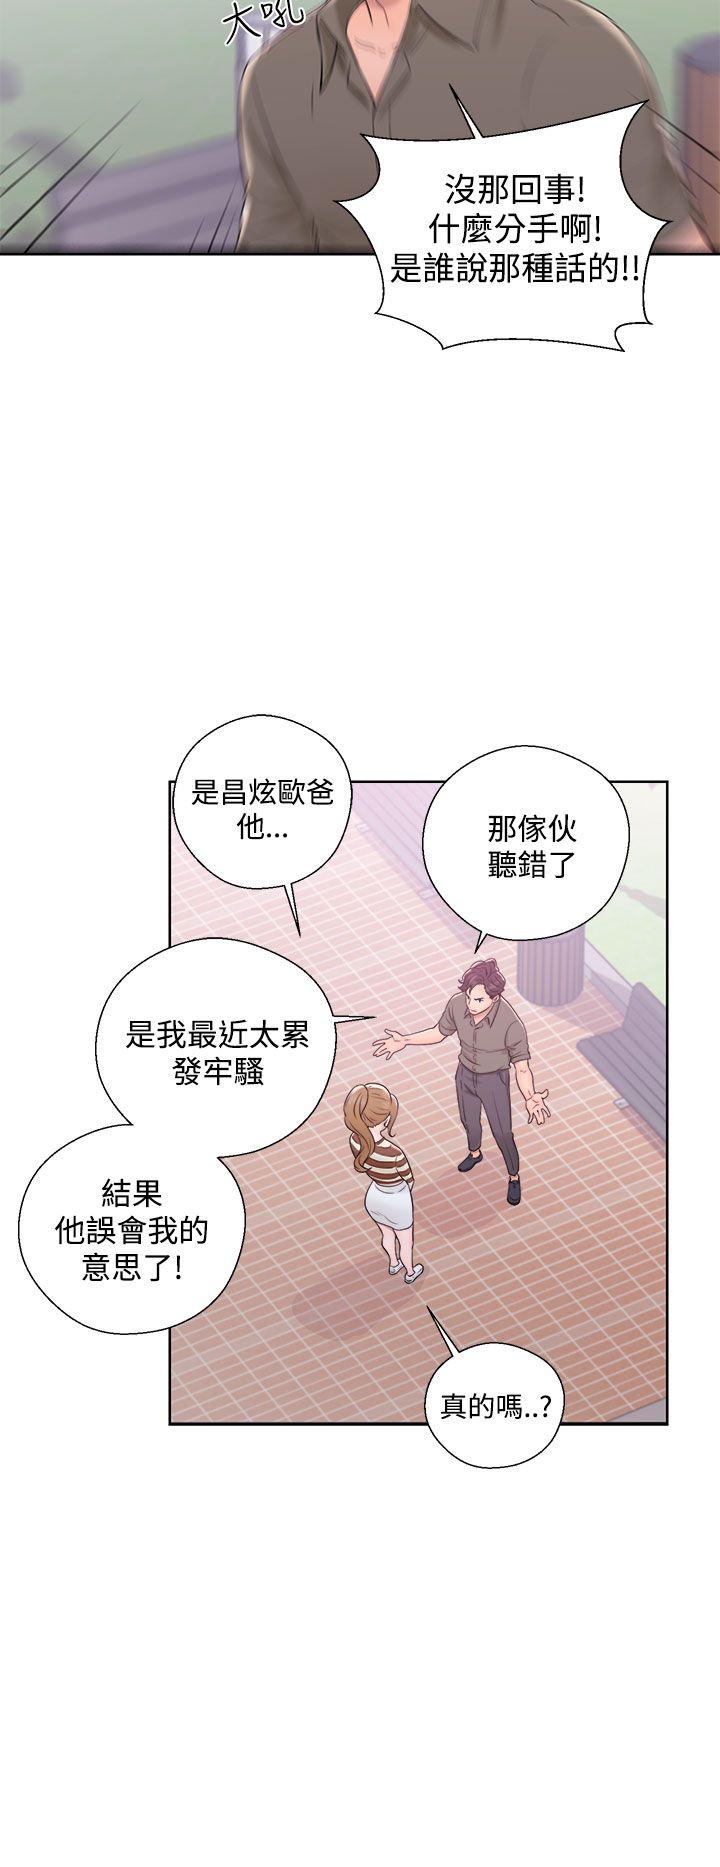 大吼
沒那回事!
什麼分手啊!
是誰說那種話的!!
是昌炫歐爸
他...
那傢伙
聽錯了
是我最近太累
發牢騷
結果
他誤會我的
意思了!
真的嗎..?